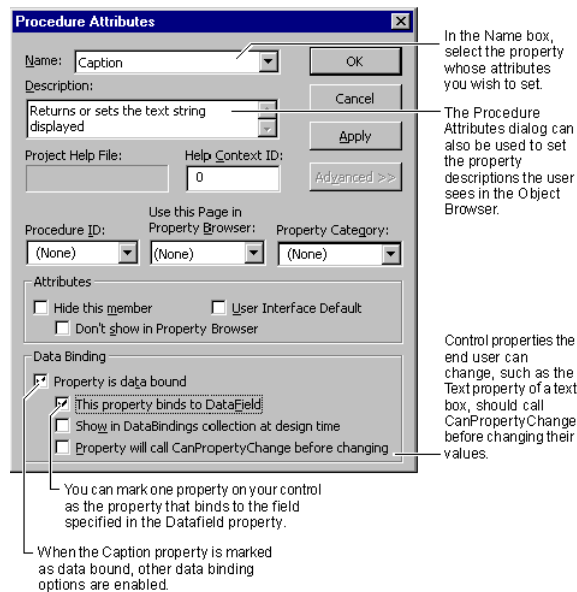 Procedure Attributes
Name: Caption
OK
Description:
Returns or sets the text string
displayed
Cancel
Apply
Project Help File:
Help Context ID:
0
Advanced >>
Procedure ID:
Use this Page in
Property Browser:
Property Category:
(None)
(None)
(None)
Attributes
Hide this member
User Interface Default
Don't show in Property Browser
Data Binding
Property is data bound
This property binds to DataField
Show in DataBindings collection at design time
Property will call CanPropertyChange before changing
In the Name box,
select the property
whose attributes
you wish to set.
The Procedure
Attributes dialog can
also be used to set
the property
descriptions the user
sees in the Object
Browser.
Control properties the
end user can
change, such as the
Text property of a text
box, should call
CanPropertyChange
before changing their
values.
You can mark one property on your control
as the property that binds to the field
specified in the Datafield property.
When the Caption property is marked
as data bound, other data binding
options are enabled.